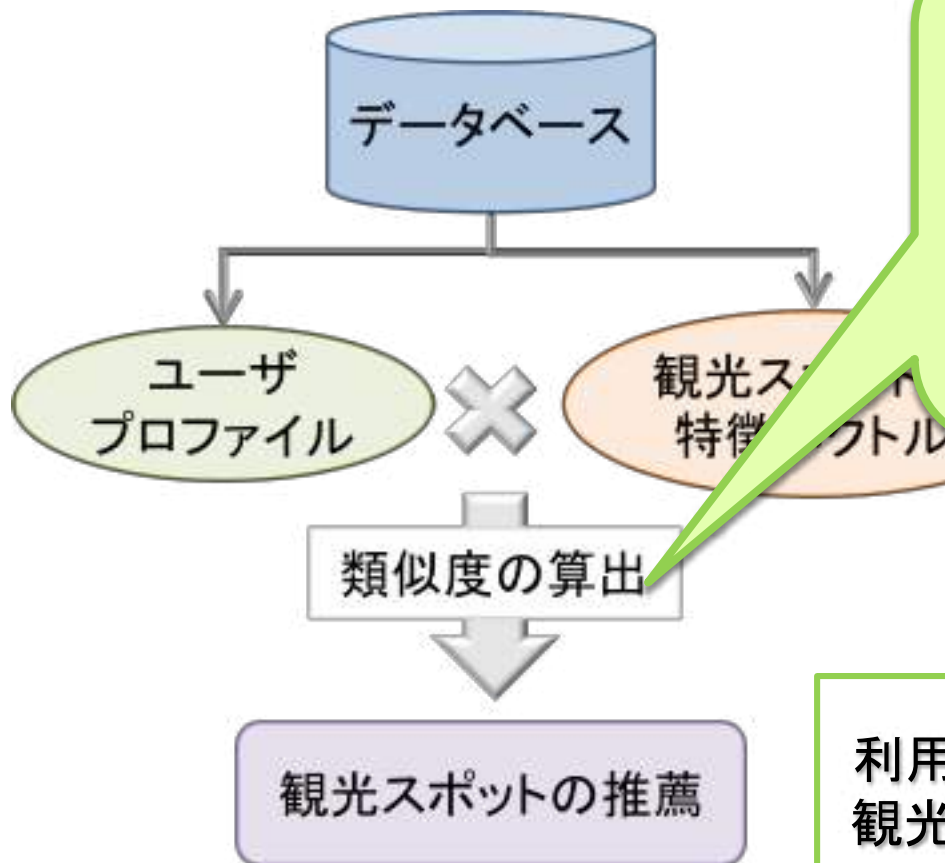 データベース
ユーザ
プロファイル
観光ス
特徴 クトル
類似度の算出
観光スポットの推薦
利用
観光